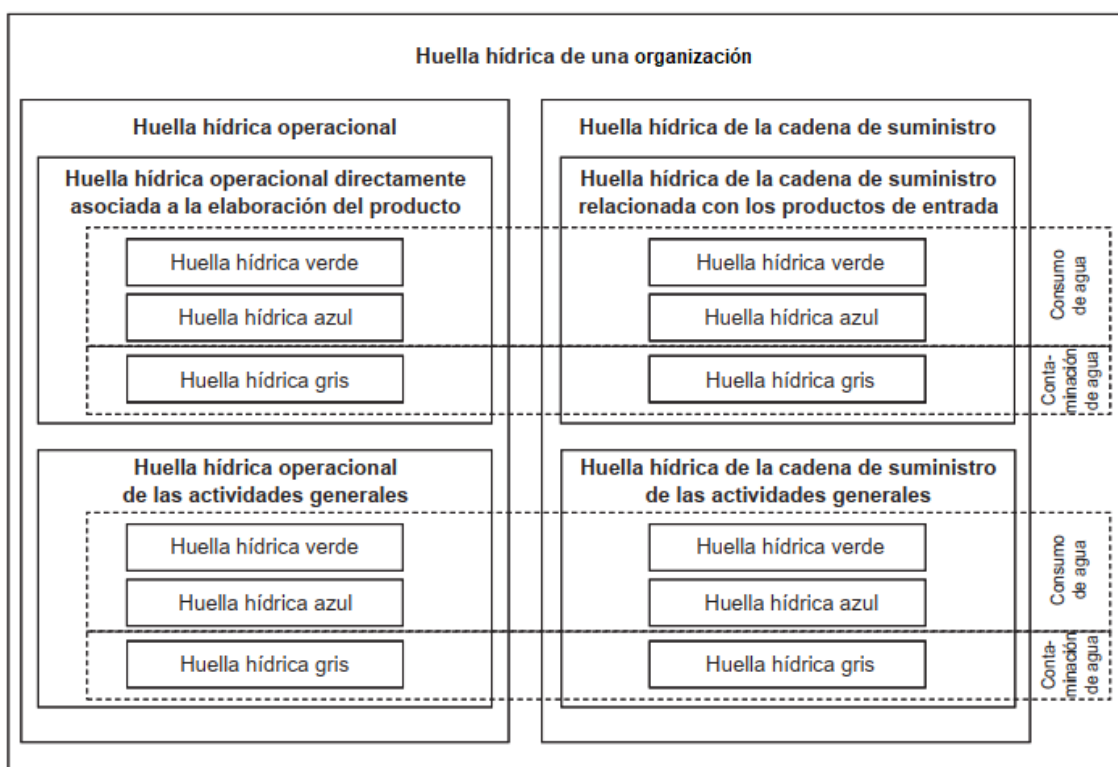 Huella hídrica de una organización
Huella hídrica operacional
Huella hídrica operacional directamente
asociada a la elaboración del producto
Huella hídrica verde
Huella hídrica azul
Huella hídrica gris
Huella hídrica operacional
de las actividades generales
Huella hídrica verde
Huella hídrica azul
Huella hídrica gris
Huella hídrica de la cadena de suministro
Huella hídrica de la cadena de suministro
relacionada con los productos de entrada
Huella hídrica verde
Huella hídrica azul
Huella hídrica gris
Huella hídrica de la cadena de suministro
de las actividades generales
Huella hídrica verde
Huella hídrica azul
Huella hídrica gris
Consumo
de agua
Conta-
minación
de agua
Consumo
de agua
Conta-
minación
de agua